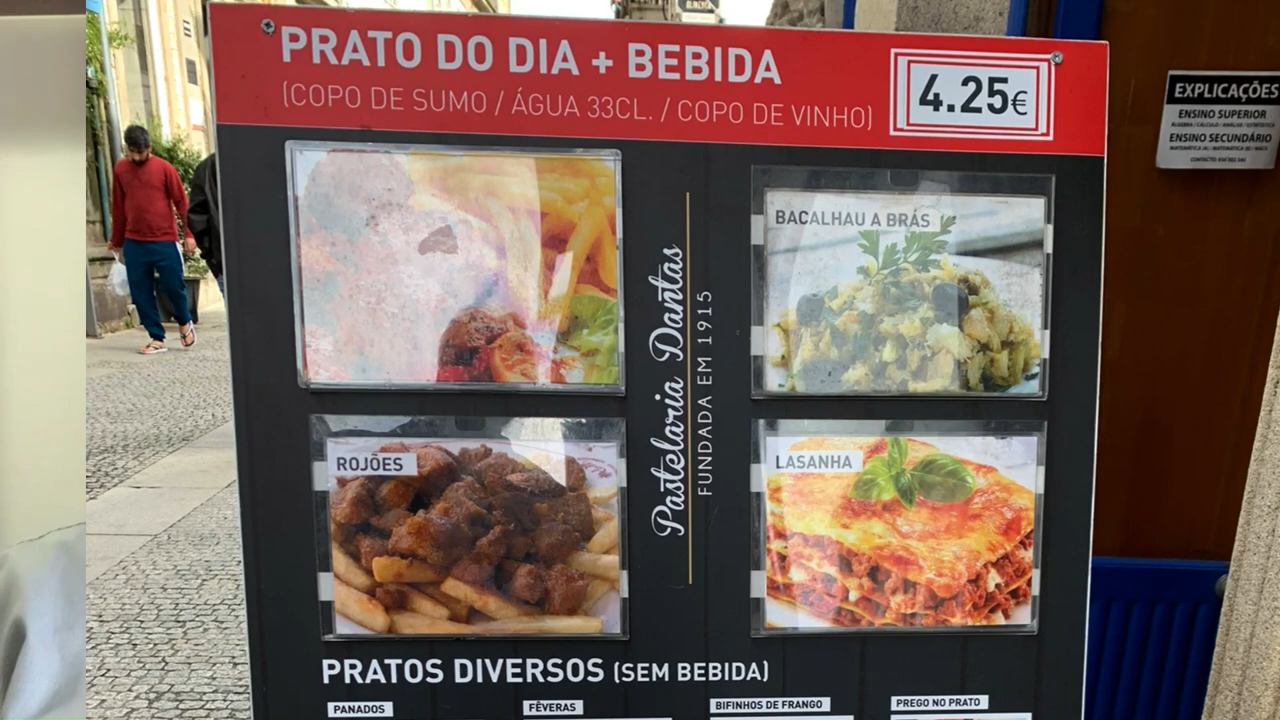 PRATO DO DIA + BEBIDA
(COPO DE SUMO / ÁGUA 33CL. / COPO DE VINHO)
4.25€
EXPLICAÇÕES
ENSINO SUPERIOR
ENSINO SECUNDÁRIO
BACALHAU A BRÁS
Pastelaria Dantas
FUNDADA EM 1915
ROJÕES
LASANHA
PRATOS DIVERSOS (SEM BEBIDA)
PANADOS
FÊVERAS
BIFINHOS DE FRANGO
PREGO NO PRATO